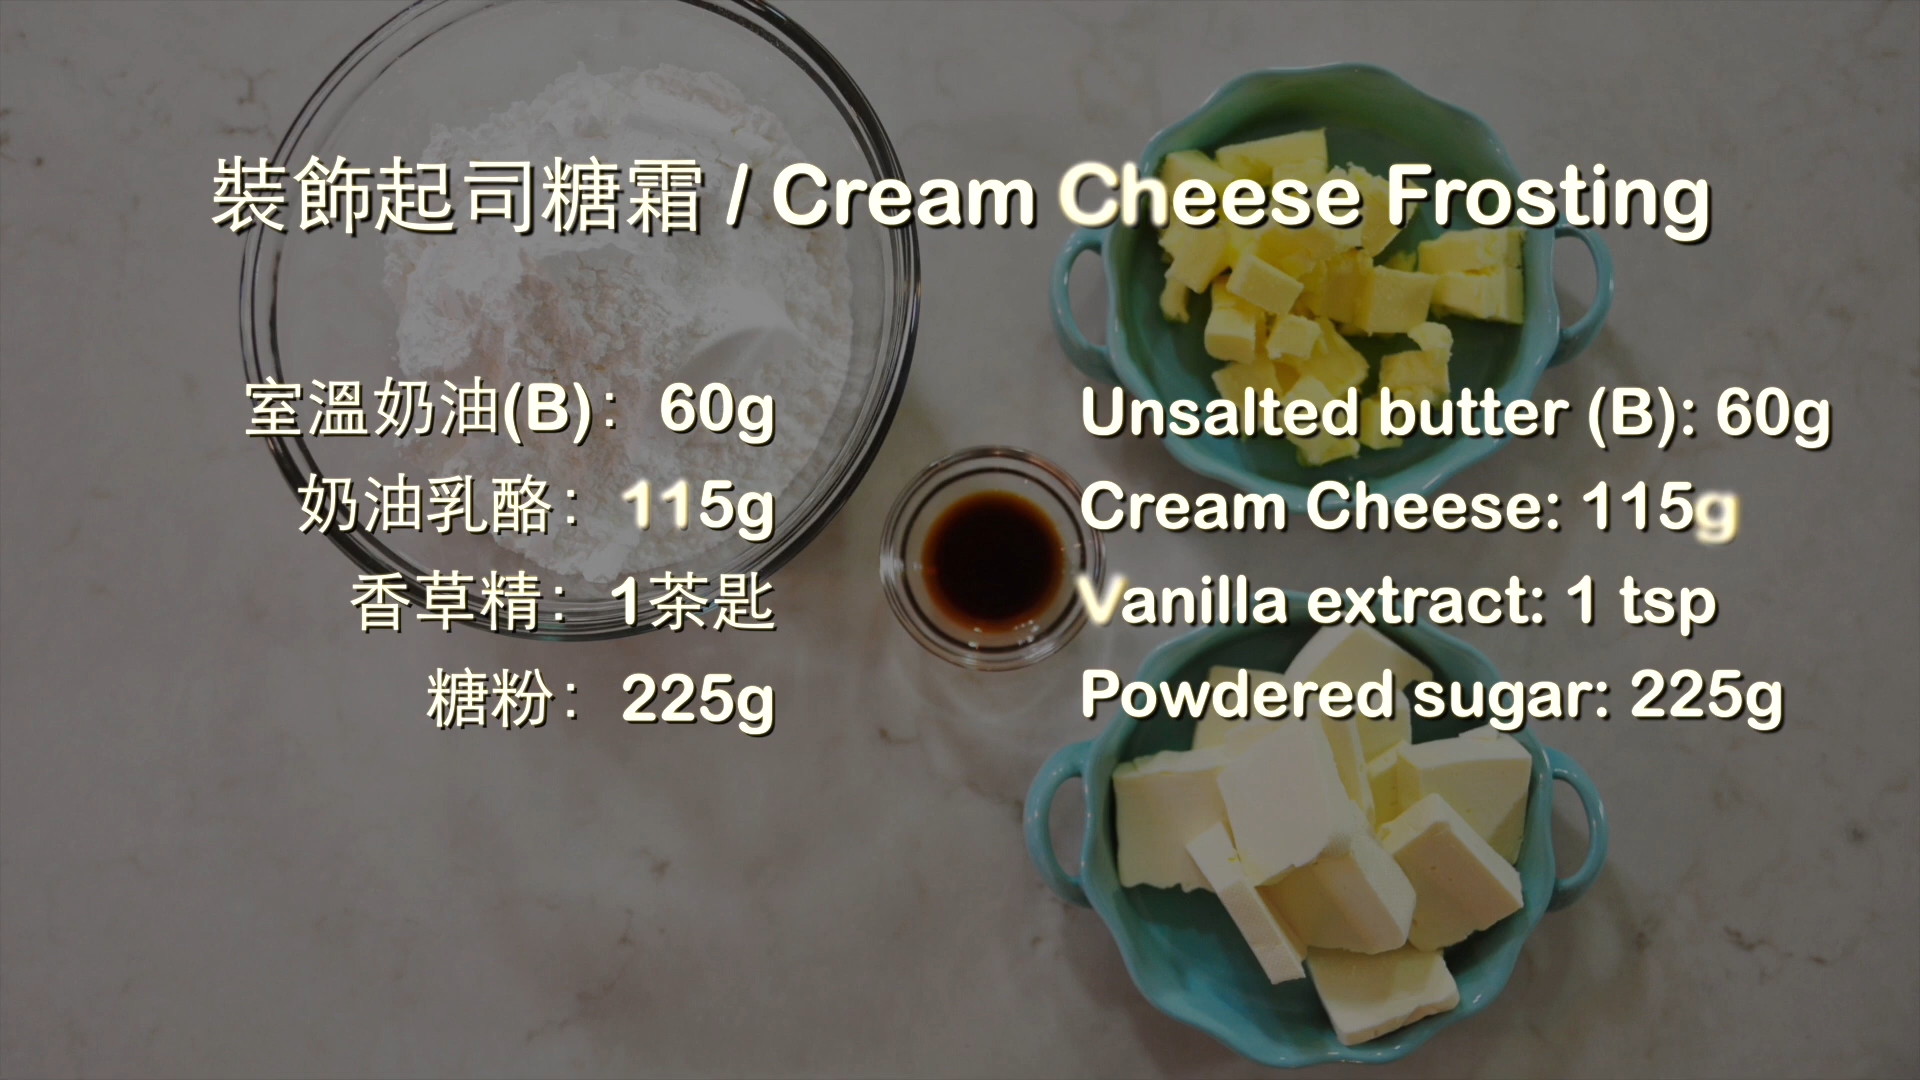 裝飾起司糖霜 / Cream Cheese Frosting
室溫奶油(B)：60g
奶油乳酪：115g
香草精：1茶匙
糖粉：225g
Unsalted butter (B): 60g
Cream Cheese: 115g
Vanilla extract: 1 tsp
Powdered sugar: 225g